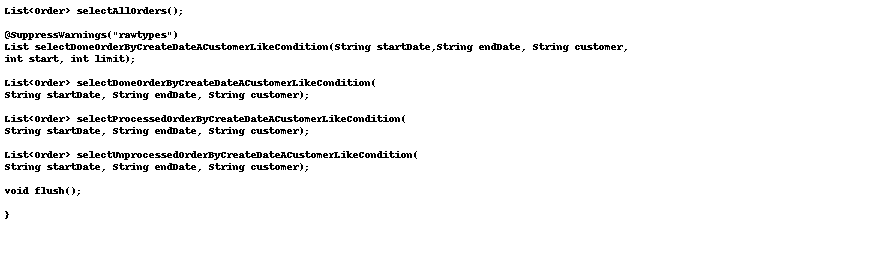 List<Order> selectAllOrders();
@SuppressWarnings("rawtypes")
List selectDoneOrderByCreateDateACustomerLikeCondition(String startDate,String endDate, String customer,
int start, int limit);
List<Order> selectDoneOrderByCreateDateACustomerLikeCondition(
String startDate, String endDate, String customer);
List<Order> selectProcessedOrderByCreateDateACustomerLikeCondition(
String startDate, String endDate, String customer);
List<Order> selectUnprocessedOrderByCreateDateACustomerLikeCondition(
String startDate, String endDate, String customer);
void flush();
}